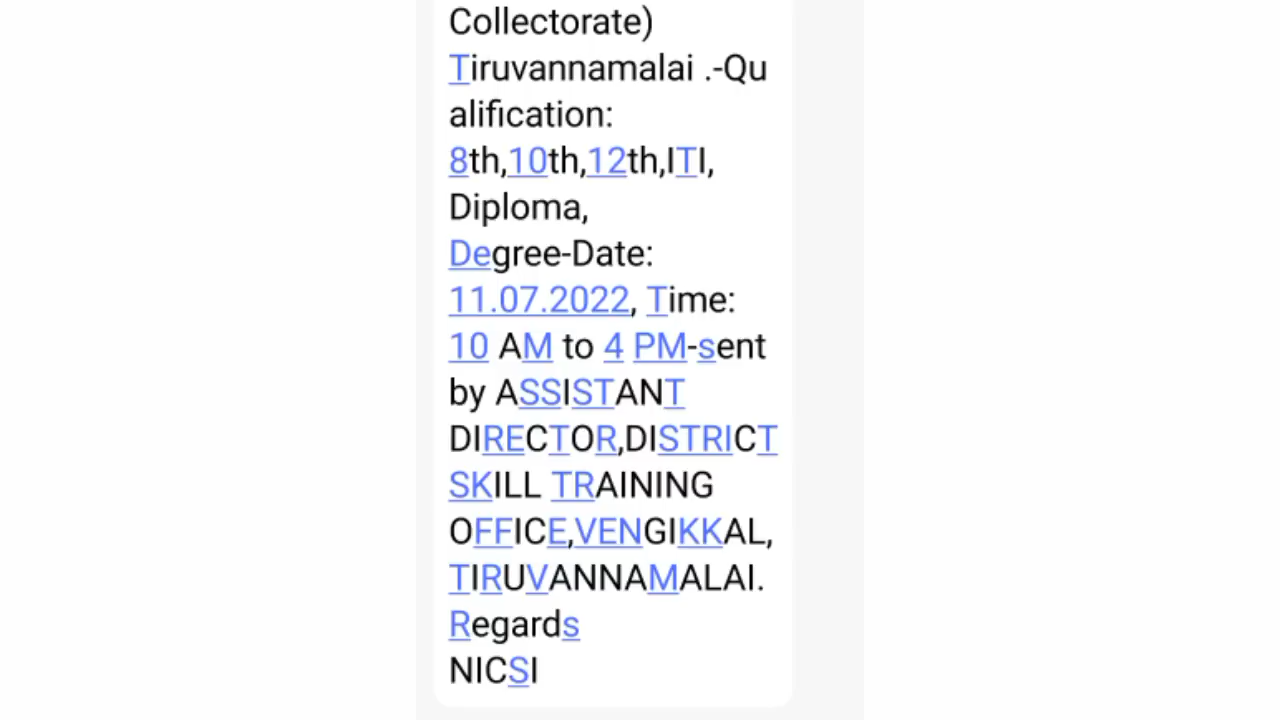 Collectorate)
Tiruvannamalai .-Qu
alification:
8th,10th,12th,ITI,
Diploma,
Degree-Date:
11.07.2022, Time:
10 AM to 4 PM-sent
by ASSISTANT
DIRECTOR,DISTRICT
SKILL TRAINING
OFFICE,VENGIKKAL,
TIRUVANNAMALAI.
Regards
NICSI